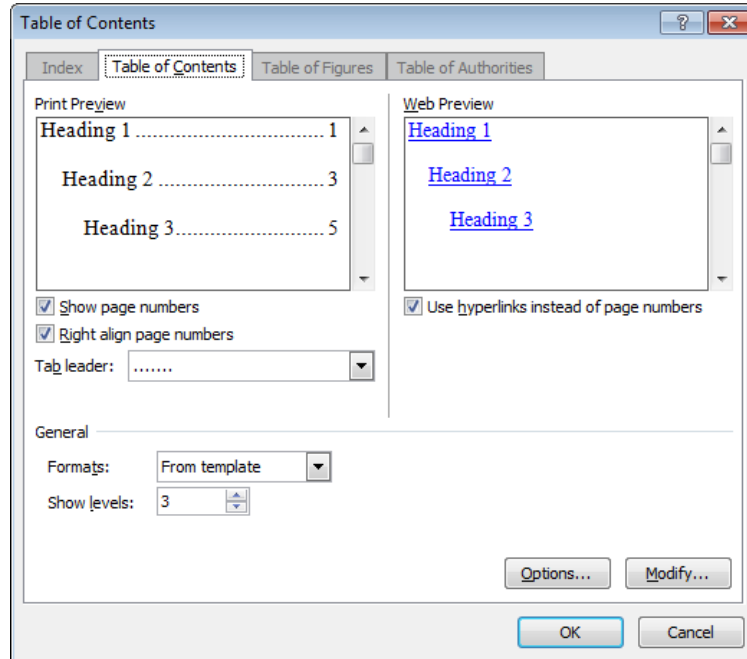 Table of Contents
Index Table of Contents Table of Figures Table of Authorities
Print Preview
Heading 1 ................................ 1
Heading 2 ............................ 3
Heading 3......................... 5
Show page numbers
Right align page numbers
Tab leader: .......
Web Preview
Heading 1
Heading 2
Heading 3
Use hyperlinks instead of page numbers
General
Formats: From template
Show levels: 3
Options... Modify...
OK Cancel